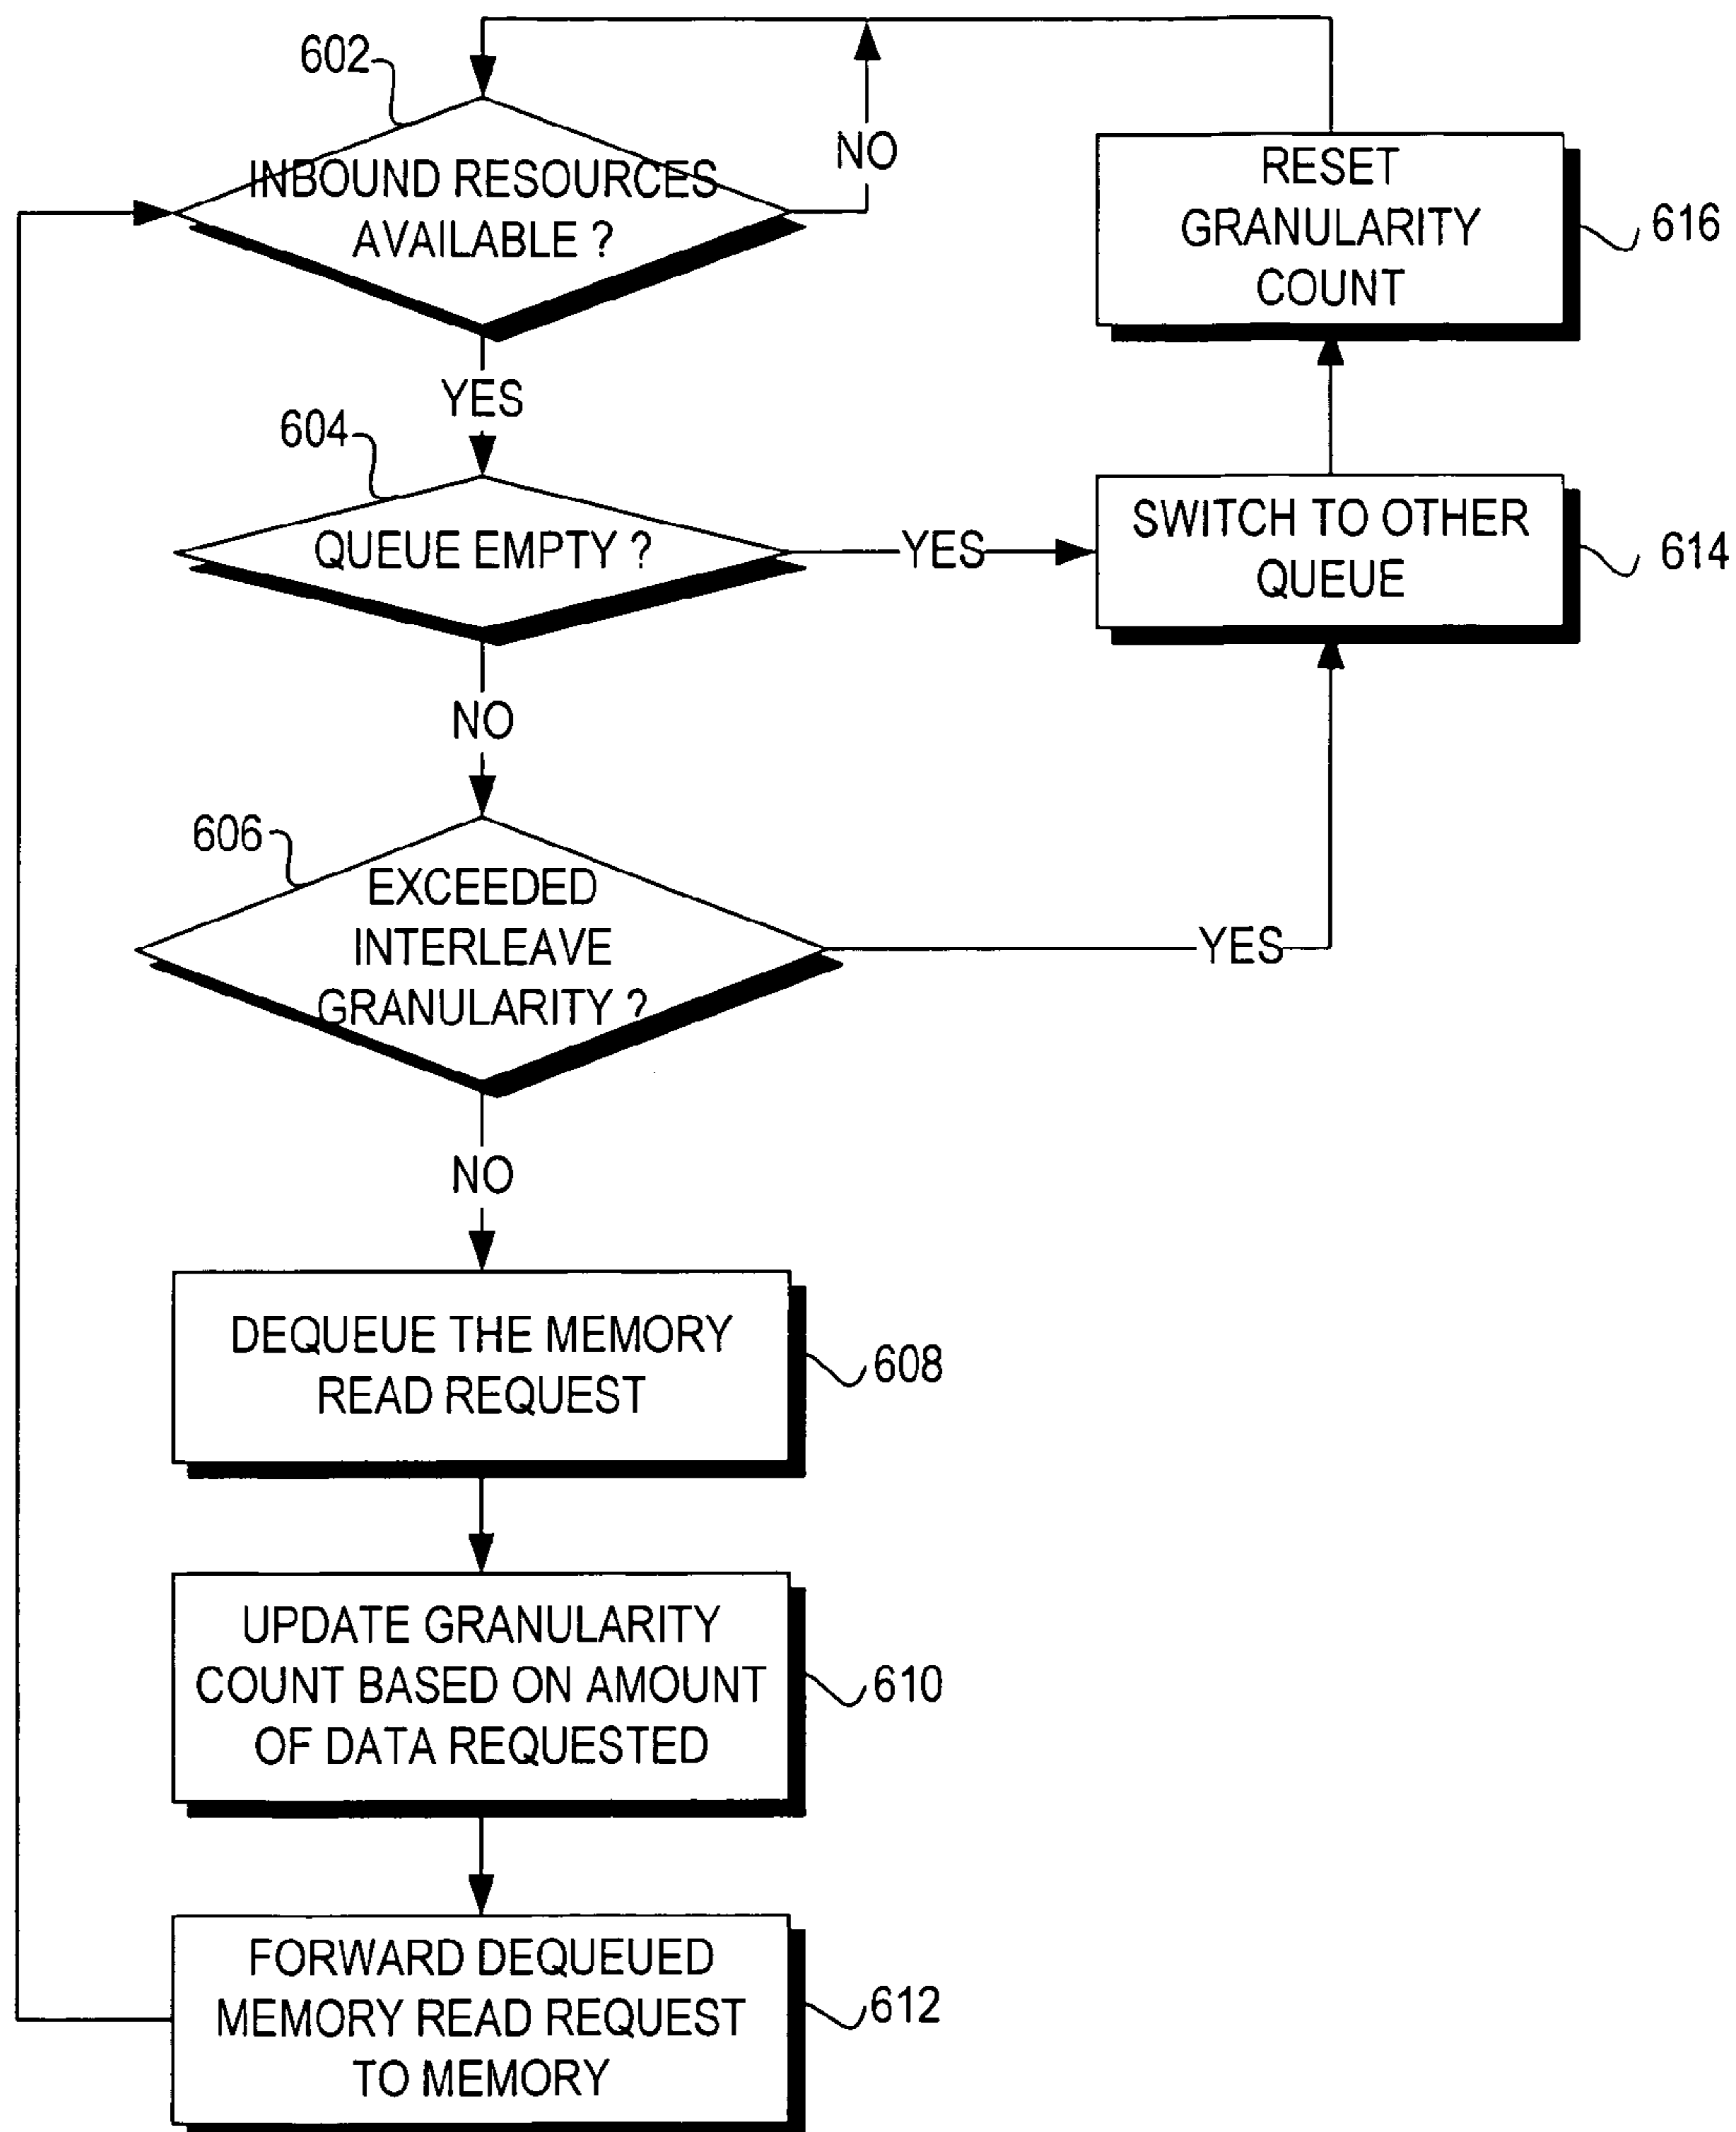 602
INBOUND RESOURCES
AVAILABLE ?
NO
RESET
GRANULARITY
COUNT
616
YES
604
QUEUE EMPTY ?
YES
SWITCH TO OTHER
QUEUE
614
NO
606
EXCEEDED
INTERLEAVE
GRANULARITY ?
YES
NO
DEQUEUE THE MEMORY
READ REQUEST
608
UPDATE GRANULARITY
COUNT BASED ON AMOUNT
OF DATA REQUESTED
610
FORWARD DEQUEUED
MEMORY READ REQUEST
TO MEMORY
612